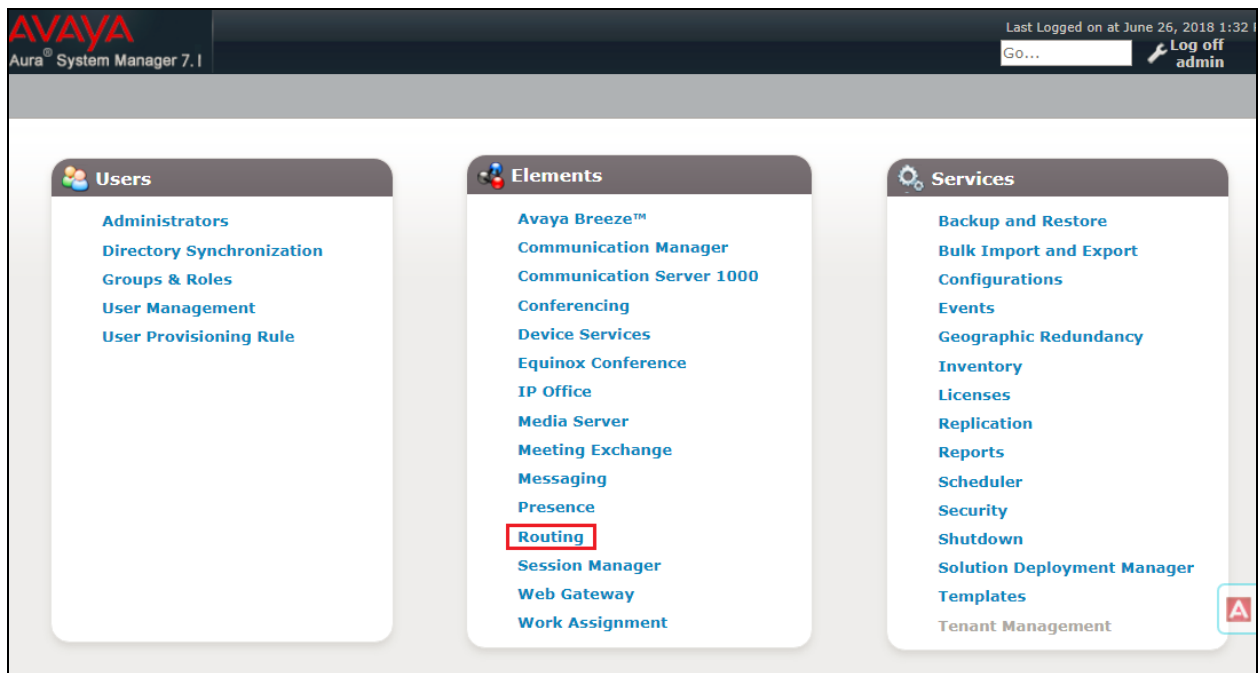 AVAYA
Aura® System Manager 7.1
Last Logged on at June 26, 2018 1:32
Go...
Log off
admin
Users
Administrators
Directory Synchronization
Groups & Roles
User Management
User Provisioning Rule
Elements
Avaya Breeze™
Communication Manager
Communication Server 1000
Conferencing
Device Services
Equinox Conference
IP Office
Media Server
Meeting Exchange
Messaging
Presence
Routing
Session Manager
Web Gateway
Work Assignment
Services
Backup and Restore
Bulk Import and Export
Configurations
Events
Geographic Redundancy
Inventory
Licenses
Replication
Reports
Scheduler
Security
Shutdown
Solution Deployment Manager
Templates
Tenant Management